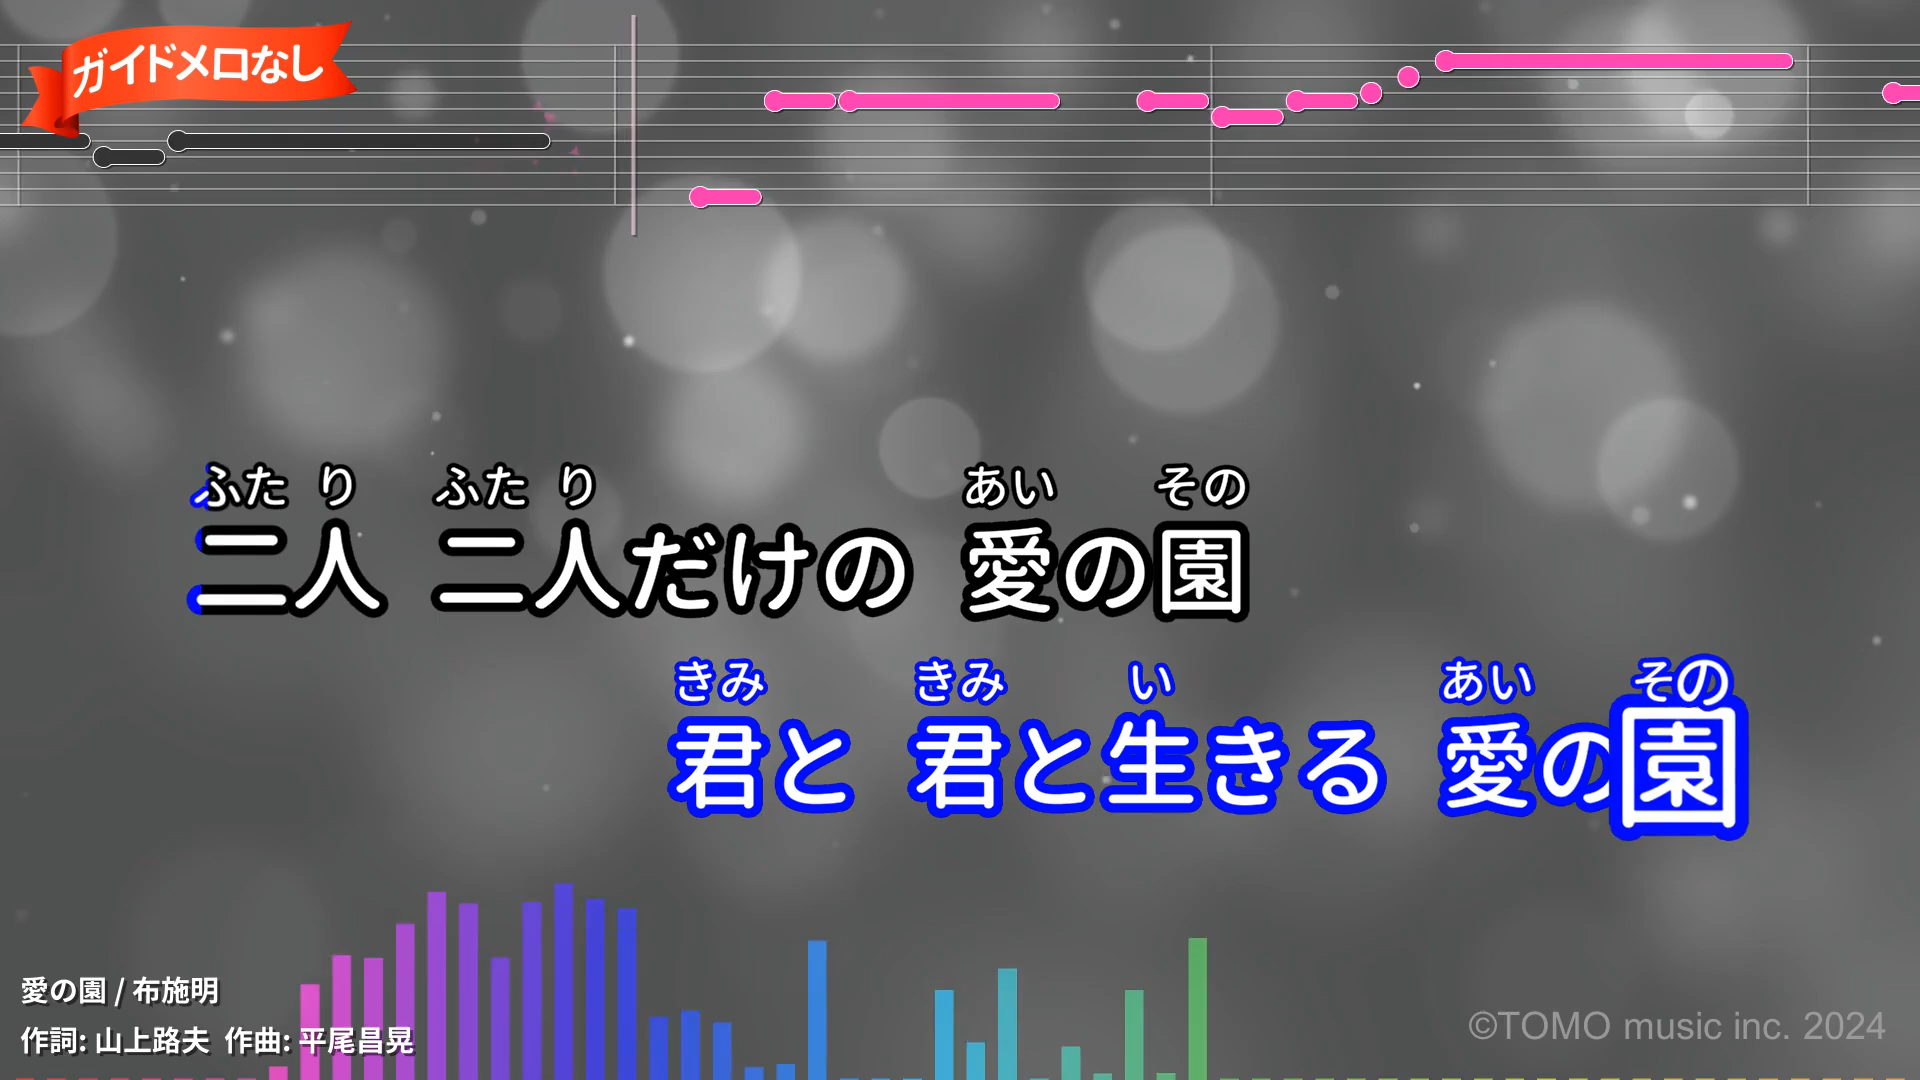 ガイドメロなし
ふたり ふたり あい その
二人 二人だけの 愛の園
きみ きみ い あい その
君と 君と生きる 愛の園
愛の園 / 布施明
作詞: 山上路夫 作曲: 平尾昌晃
©TOMO music inc. 2024